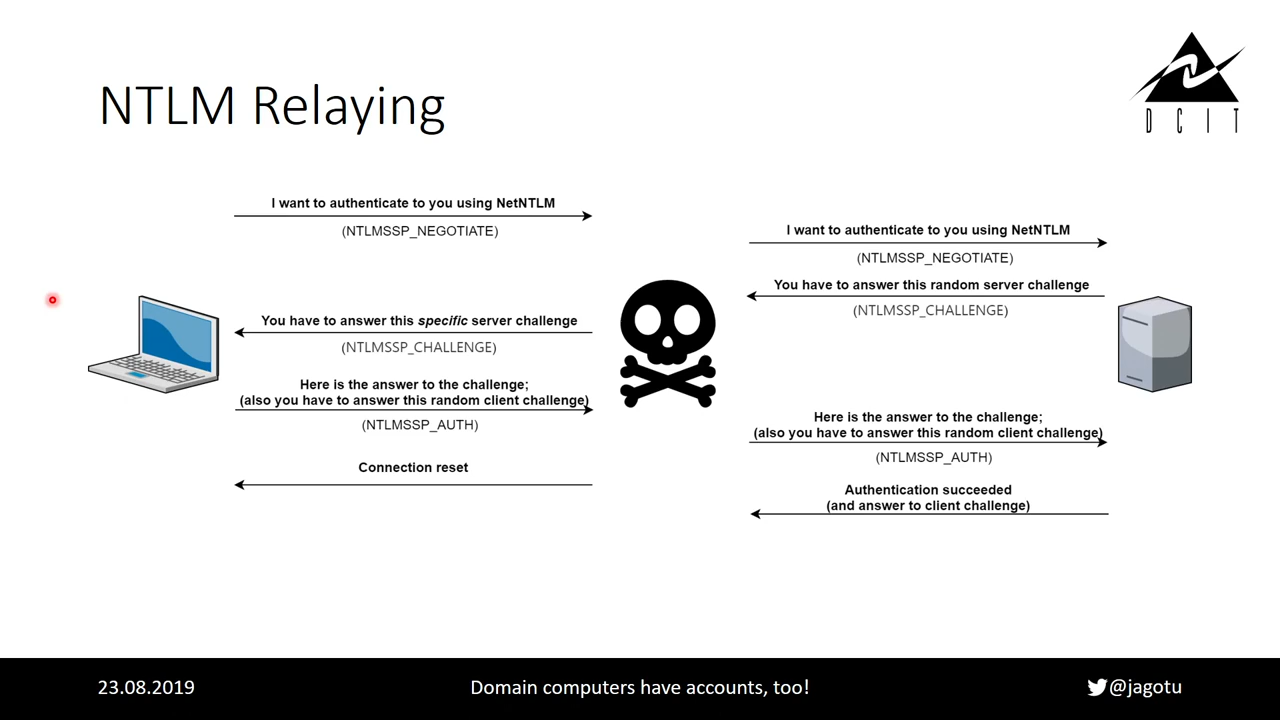 NTLM Relaying
D C I T
I want to authenticate to you using NetNTLM
(NTLMSSP_NEGOTIATE)
I want to authenticate to you using NetNTLM
(NTLMSSP_NEGOTIATE)
You have to answer this random server challenge
(NTLMSSP_CHALLENGE)
You have to answer this specific server challenge
(NTLMSSP_CHALLENGE)
Here is the answer to the challenge;
(also you have to answer this random client challenge)
(NTLMSSP_AUTH)
Here is the answer to the challenge;
(also you have to answer this random client challenge)
(NTLMSSP_AUTH)
Connection reset
Authentication succeeded
(and answer to client challenge)
23.08.2019
Domain computers have accounts, too!
@jagotu